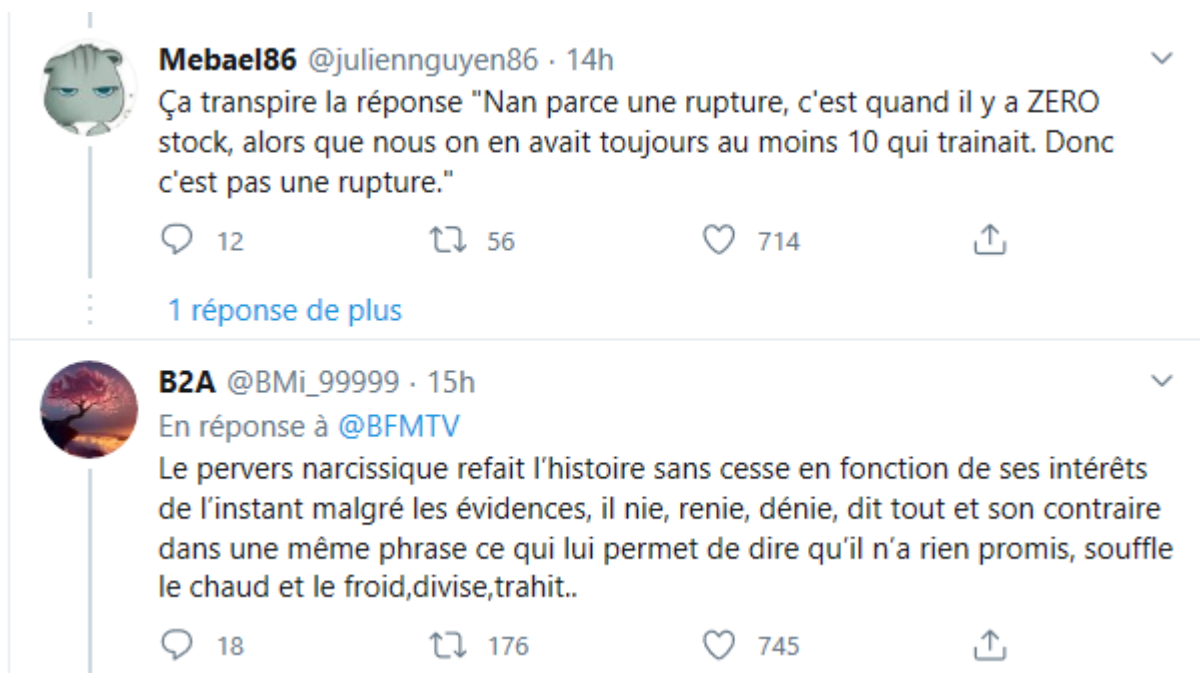 Mebael86 @juliennguyen86 · 14h
Ça transpire la réponse "Nan parce une rupture, c'est quand il y a ZERO
stock, alors que nous on en avait toujours au moins 10 qui trainait. Donc
c'est pas une rupture."
12 56 714
1 réponse de plus
B2A @BMi_99999 · 15h
En réponse à @BFMTV
Le pervers narcissique refait l’histoire sans cesse en fonction de ses intérêts
de l’instant malgré les évidences, il nie, renie, dénie, dit tout et son contraire
dans une même phrase ce qui lui permet de dire qu’il n’a rien promis, souffle
le chaud et le froid,divise,trahit..
18 176 745